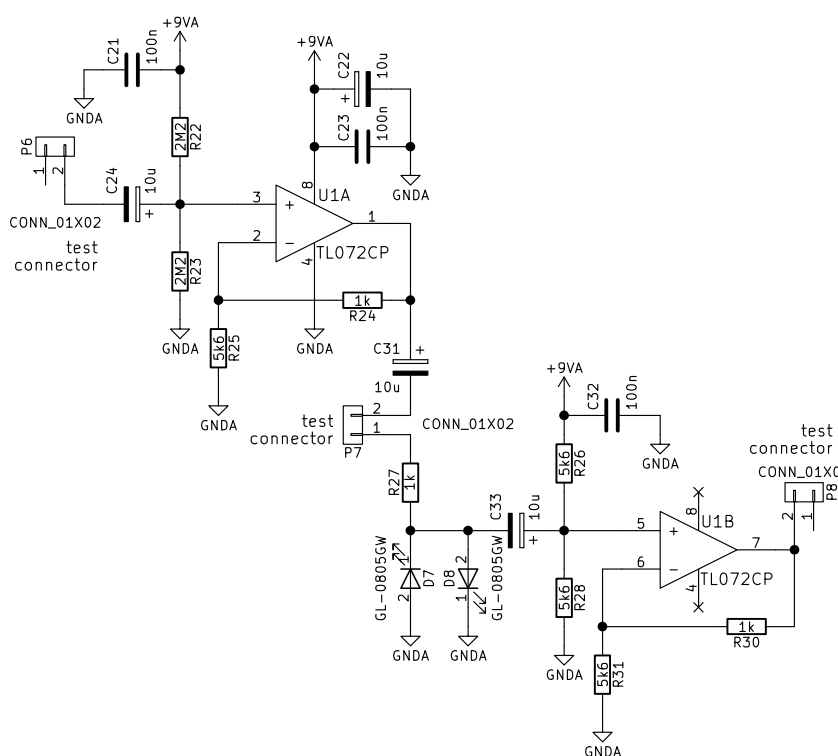 +9VA
C21
100n
GNDA
2M2
R22
P6
1
2
C24
10u
CONN_01X02
test
connector
2M2
R23
GNDA
+9VA
C22
10u
C23
100n
GNDA
8
U1A
3
2
1
4
TL072CP
GNDA
1k
R24
5k6
R25
GNDA
C31
10u
2
1
P7
test
connector
CONN_01X02
R27
1k
GL-0805GW
1
2
D7
GNDA
2
1
D8
GL-0805GW
GNDA
C33
10u
+9VA
C32
100n
GNDA
5k6
R26
5k6
R28
GNDA
8
U1B
5
6
7
4
TL072CP
1k
R30
5k6
R31
GNDA
test
connector
CONN_01X0
2
1
P8